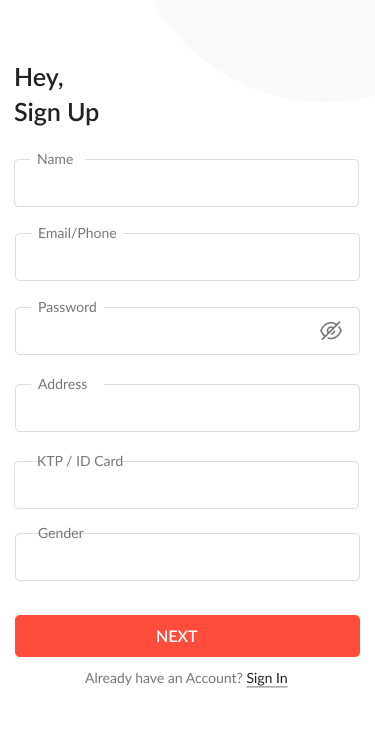 Hey,
Sign Up
Name
Email/Phone
Password
Address
KTP / ID Card
Gender
NEXT
Already have an Account? Sign In